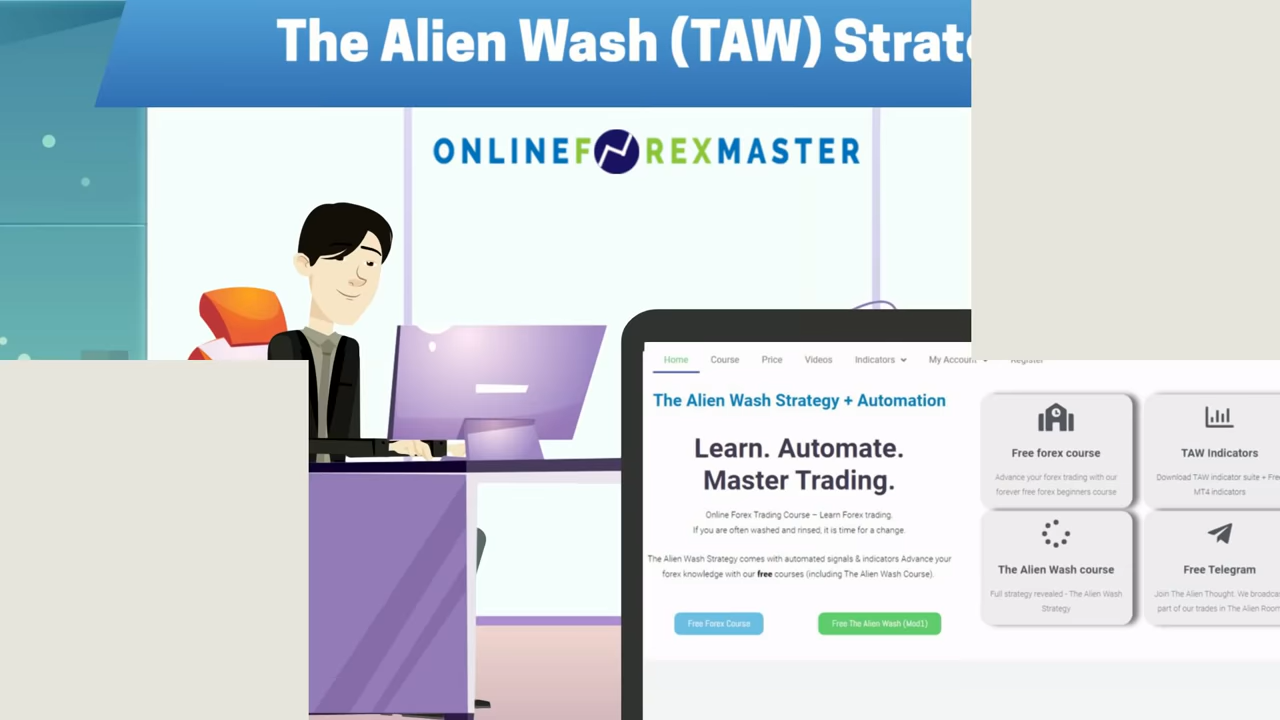 The Alien Wash (TAW) Strate
ONLINEFOREXMASTER
Home Course Price Videos Indicators My Account Register
The Alien Wash Strategy + Automation
Learn. Automate.
Master Trading.
Online Forex Trading Course – Learn Forex trading.
If you are often washed and rinsed, it is time for a change.
The Alien Wash Strategy comes with automated signals & indicators Advance your
forex knowledge with our free courses (including The Alien Wash Course).
Free Forex Course
Free The Alien Wash (Mod1)
Free forex course
Advance your forex trading with our
forever free forex beginners course
TAW Indicators
Download TAW indicator suite + Free
MT4 indicators
The Alien Wash course
Full strategy revealed - The Alien Wash
Strategy
Free Telegram
Join The Alien Thought. We broadcas
part of our trades in The Alien Room